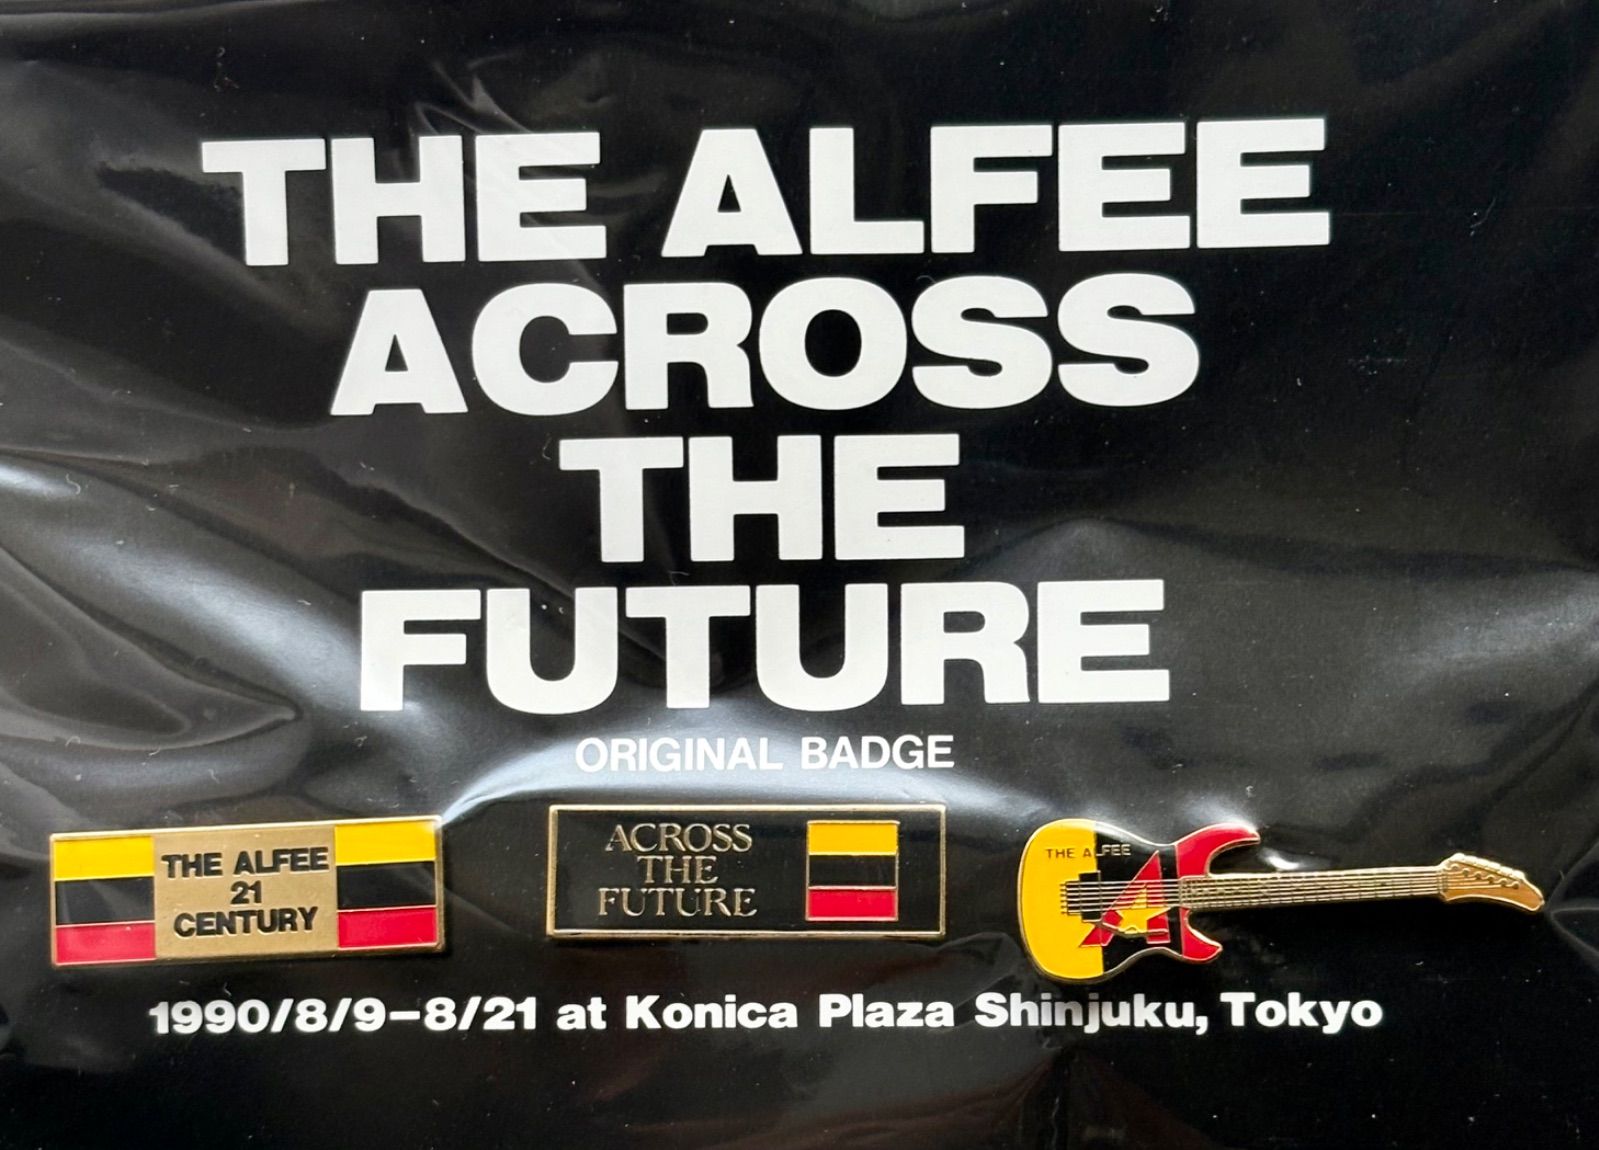 THE ALFEE
ACROSS
THE
FUTURE
ORIGINAL BADGE
THE ALFEE
21
CENTURY
ACROSS
THE
FUTURE
THE ALFEE
1990/8/9–8/21 at Konica Plaza Shinjuku, Tokyo